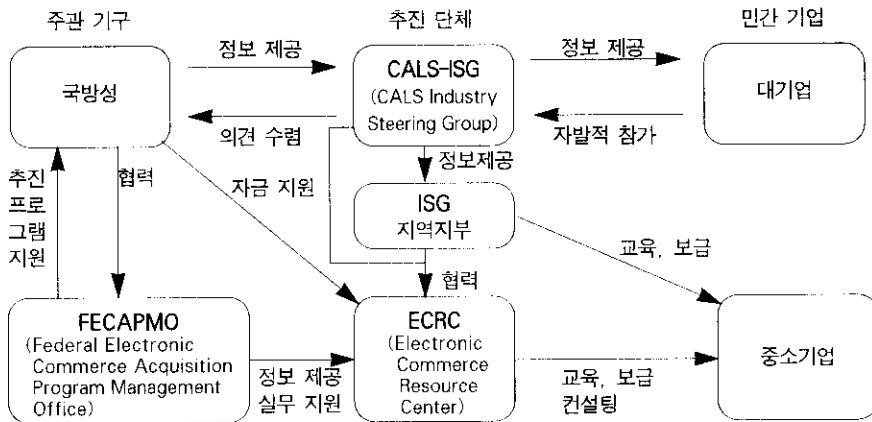 주관 기구
추진 단체
민간 기업
국방성
정보 제공
의견 수렴
CALS-ISG
(CALS Industry
Steering Group)
정보 제공
자발적 참가
대기업
추진
프로
그램
지원
협력
자금 지원
정보제공
ISG
지역지부
협력
교육, 보급
FECAPMO
(Federal Electronic
Commerce Acquisition
Program Management
Office)
정보 제공
실무 지원
ECRC
(Electronic
Commerce
Resource
Center)
교육, 보급
컨설팅
중소기업